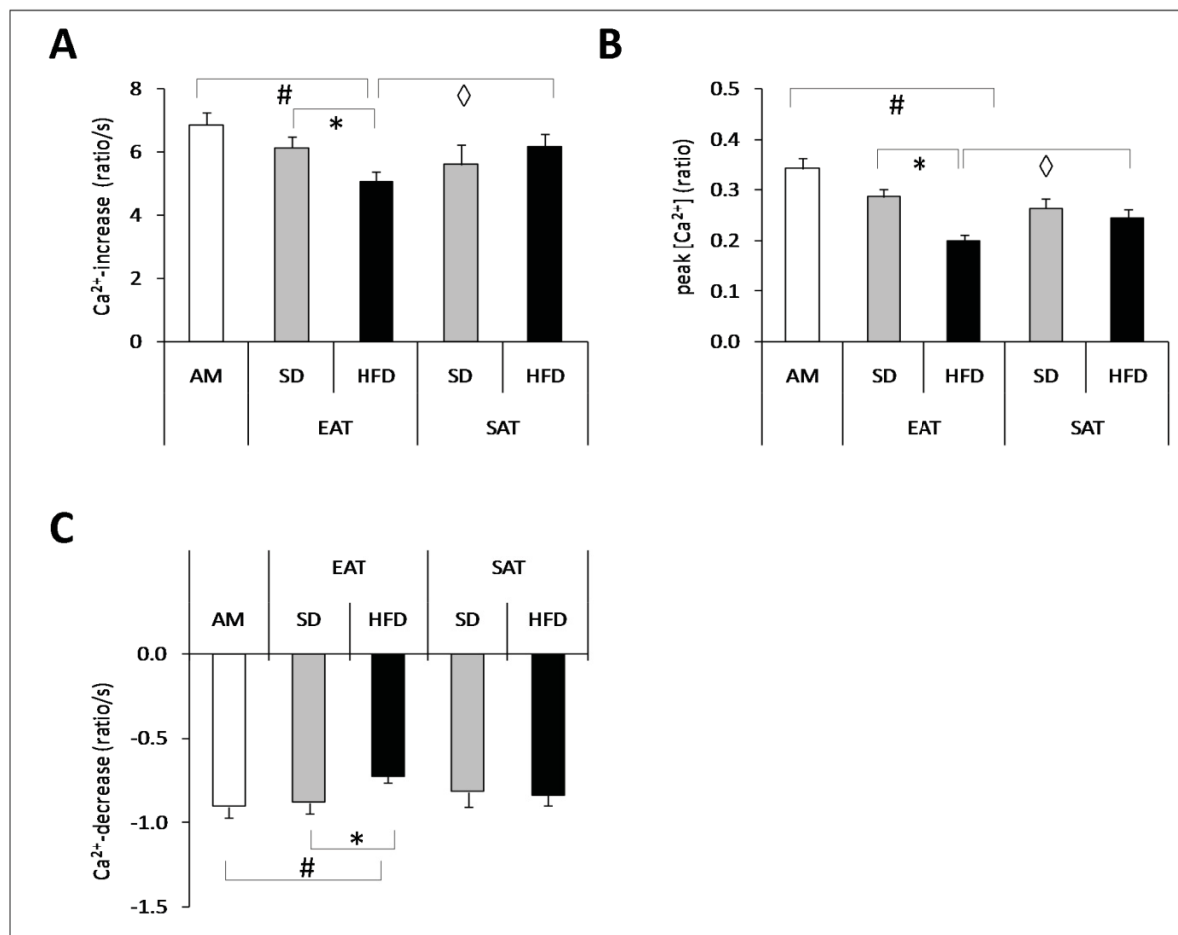 A
Ca²⁺-increase (ratio/s)
8
6
4
2
0
#
*
◊
AM SD HFD SD HFD
EAT SAT
B
peak [Ca²⁺] (ratio)
0.5
0.4
0.3
0.2
0.1
0.0
#
*
◊
AM SD HFD SD HFD
EAT SAT
C
EAT SAT
AM SD HFD SD HFD
Ca²⁺-decrease (ratio/s)
0.0
-0.5
-1.0
-1.5
*
#